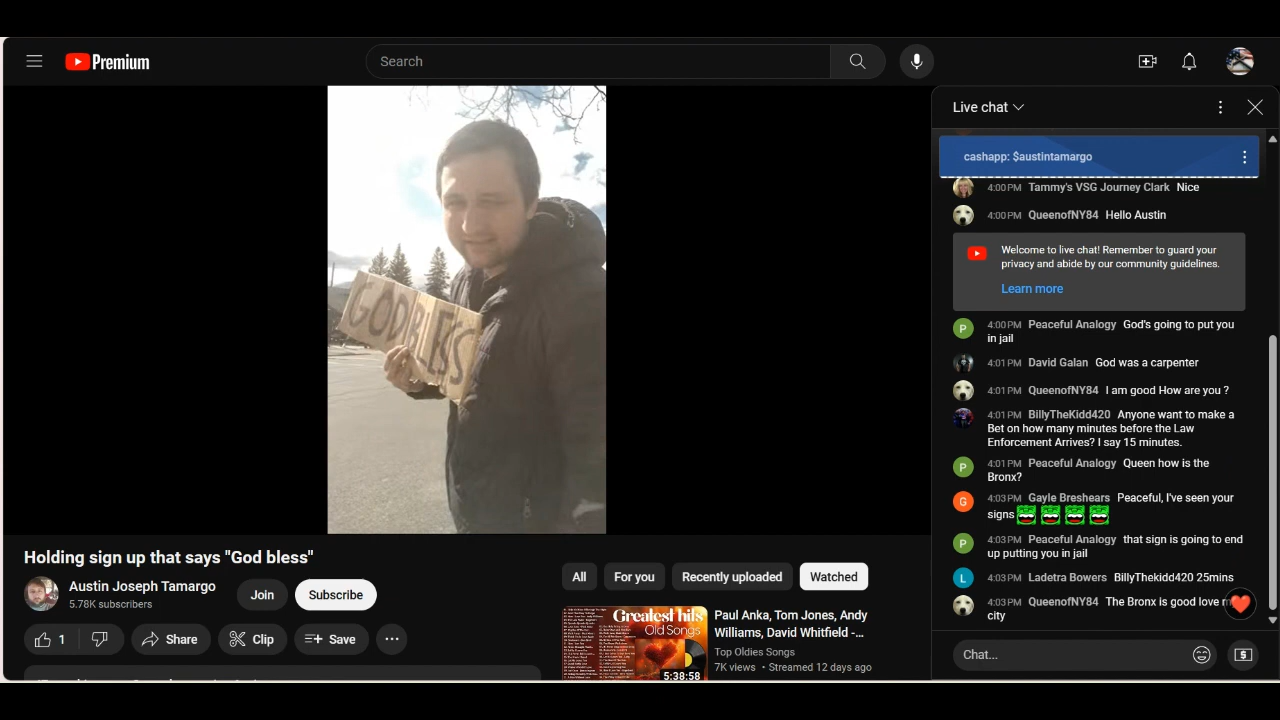 Premium
Search
GOD BLESS
Holding sign up that says "God bless"
Austin Joseph Tamargo
5.78K subscribers
Join
Subscribe
1
Share
Clip
Save
All
For you
Recently uploaded
Watched
Greatest hits
Old Songs
5:38:58
Paul Anka, Tom Jones, Andy
Williams, David Whitfield -...
Top Oldies Songs
7K views • Streamed 12 days ago
Live chat
cashapp: $austintamargo
4:00 PM Tammy's VSG Journey Clark Nice
4:00 PM QueenofNY84 Hello Austin
Welcome to live chat! Remember to guard your
privacy and abide by our community guidelines.
Learn more
P
4:00 PM Peaceful Analogy God's going to put you
in jail
4:01 PM David Galan God was a carpenter
4:01 PM QueenofNY84 I am good How are you ?
4:01 PM BillyTheKidd420 Anyone want to make a
Bet on how many minutes before the Law
Enforcement Arrives? I say 15 minutes.
P
4:01 PM Peaceful Analogy Queen how is the
Bronx?
G
4:03 PM Gayle Breshears Peaceful, I've seen your
signs
P
4:03 PM Peaceful Analogy that sign is going to end
up putting you in jail
L
4:03 PM Ladetra Bowers BillyThekidd420 25mins
4:03 PM QueenofNY84 The Bronx is good love
city
Chat...